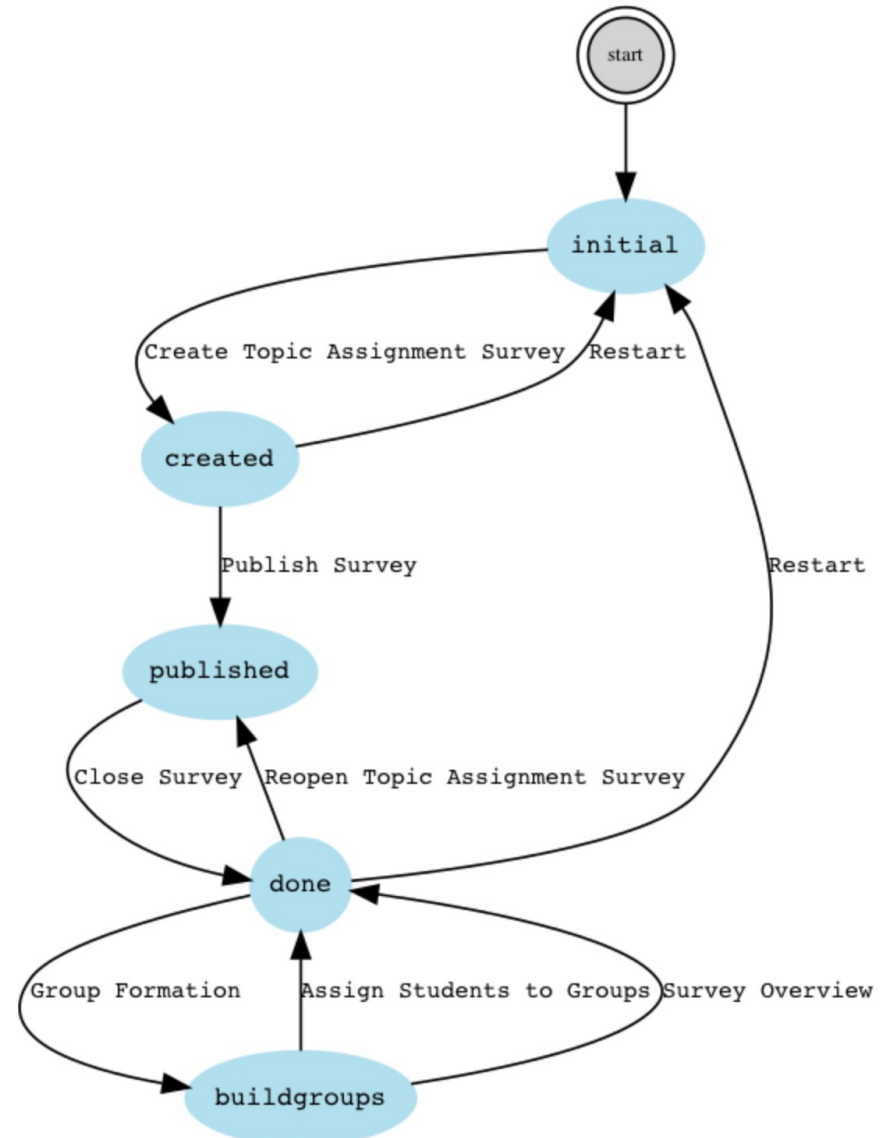 start
initial
Create Topic Assignment Survey
Restart
created
Publish Survey
Restart
published
Close Survey
Reopen Topic Assignment Survey
done
Group Formation
Assign Students to Groups
Survey Overview
buildgroups